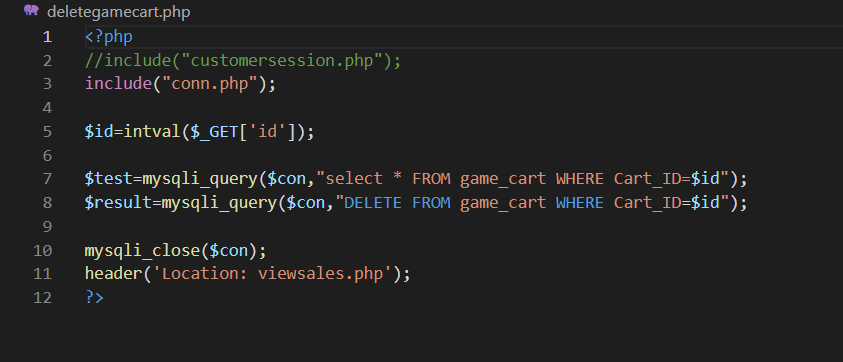 deletegamecart.php
1 <?php
2 //include("customersession.php");
3 include("conn.php");
4
5 $id=intval($_GET['id']);
6
7 $test=mysqli_query($con,"select * FROM game_cart WHERE Cart_ID=$id");
8 $result=mysqli_query($con,"DELETE FROM game_cart WHERE Cart_ID=$id");
9
10 mysqli_close($con);
11 header('Location: viewsales.php');
12 ?>